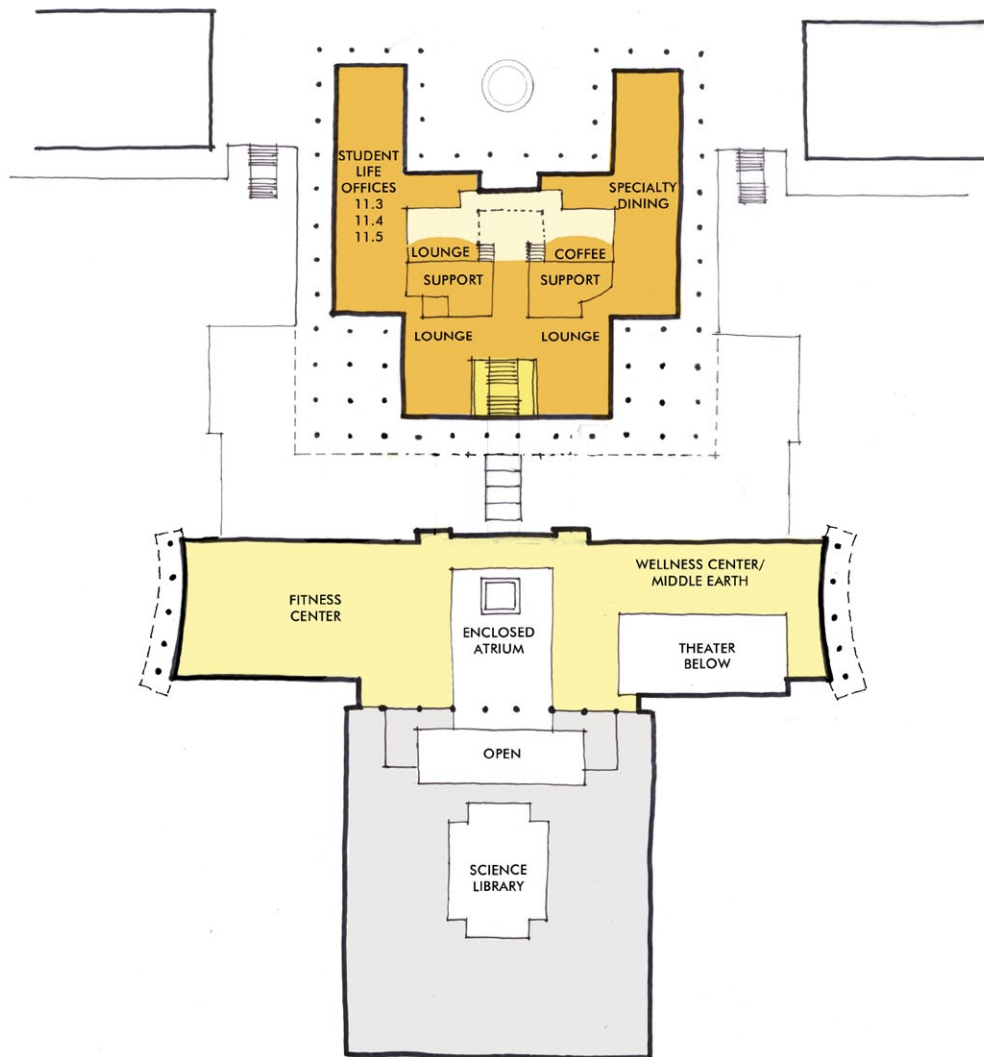 STUDENT
LIFE
OFFICES
11.3
11.4
11.5
SPECIALTY
DINING
LOUNGE
COFFEE
SUPPORT
SUPPORT
LOUNGE
LOUNGE
FITNESS
CENTER
WELLNESS CENTER/
MIDDLE EARTH
ENCLOSED
ATRIUM
THEATER
BELOW
OPEN
SCIENCE
LIBRARY